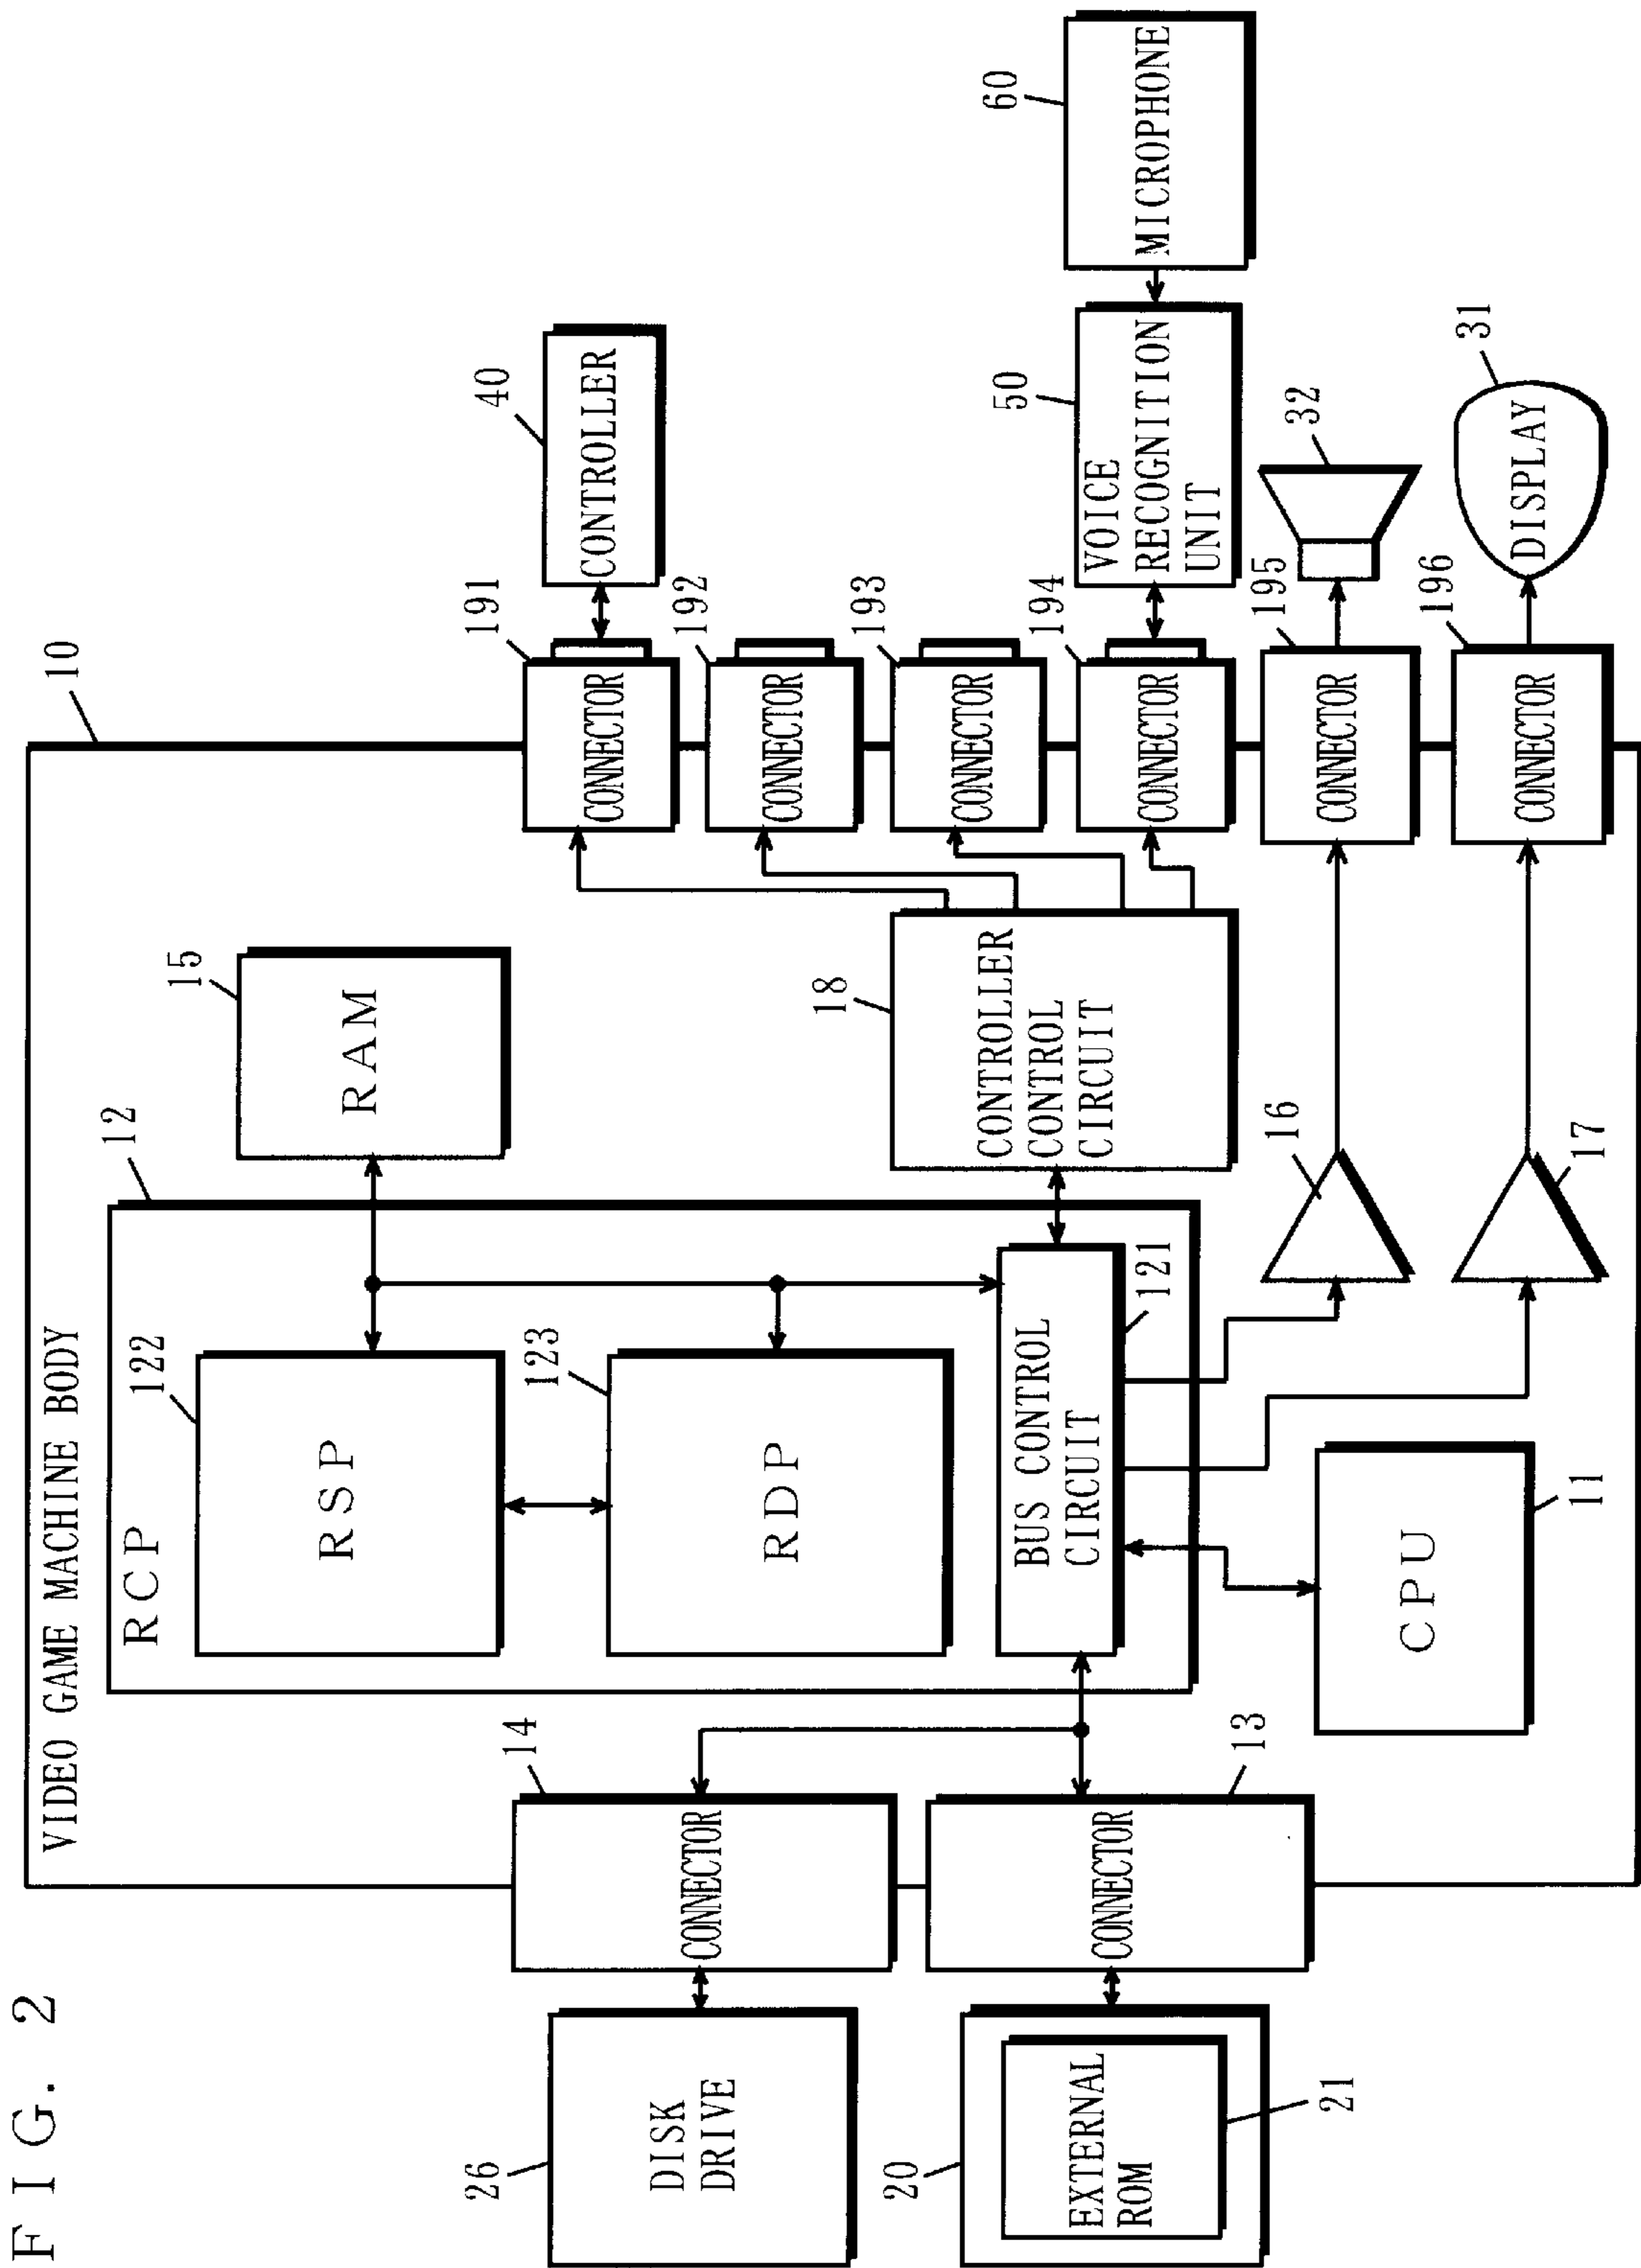 FIG. 2
VIDEO GAME MACHINE BODY
10
RCP
12
122
RSP
15
RAM
123
RDP
BUS CONTROL
CIRCUIT
121
18
CONTROLLER
CONTROL
CIRCUIT
CPU
11
16
17
14
CONNECTOR
13
CONNECTOR
26
DISK
DRIVE
20
EXTERNAL
ROM
21
191
CONNECTOR
192
CONNECTOR
193
CONNECTOR
194
CONNECTOR
195
CONNECTOR
196
CONNECTOR
40
CONTROLLER
50
VOICE
RECOGNITION
UNIT
60
MICROPHONE
32
31
DISPLAY